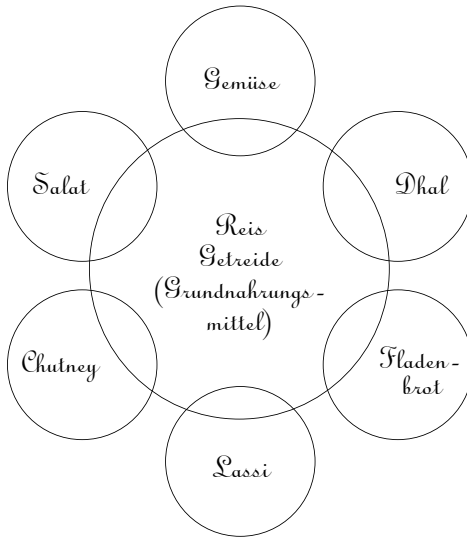 Gemüse
Salat
Dhal
Reis
Getreide
(Grundnahrungs-
mittel)
Chutney
Fladen-
brot
Lassi